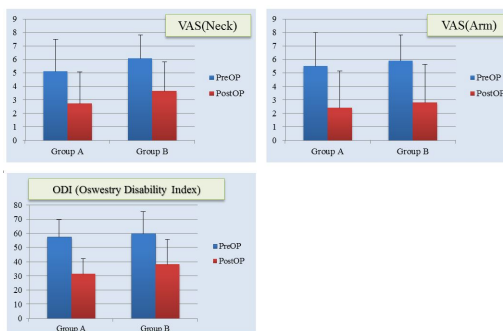 VAS(Neck)
9
8
7
6
5
4
3
2
1
0
Group A Group B
PreOP
PostOP
VAS(Arm)
9
8
7
6
5
4
3
2
1
0
Group A Group B
PreOP
PostOP
ODI (Oswestry Disability Index)
80
70
60
50
40
30
20
10
0
Group A Group B
PreOP
PostOP